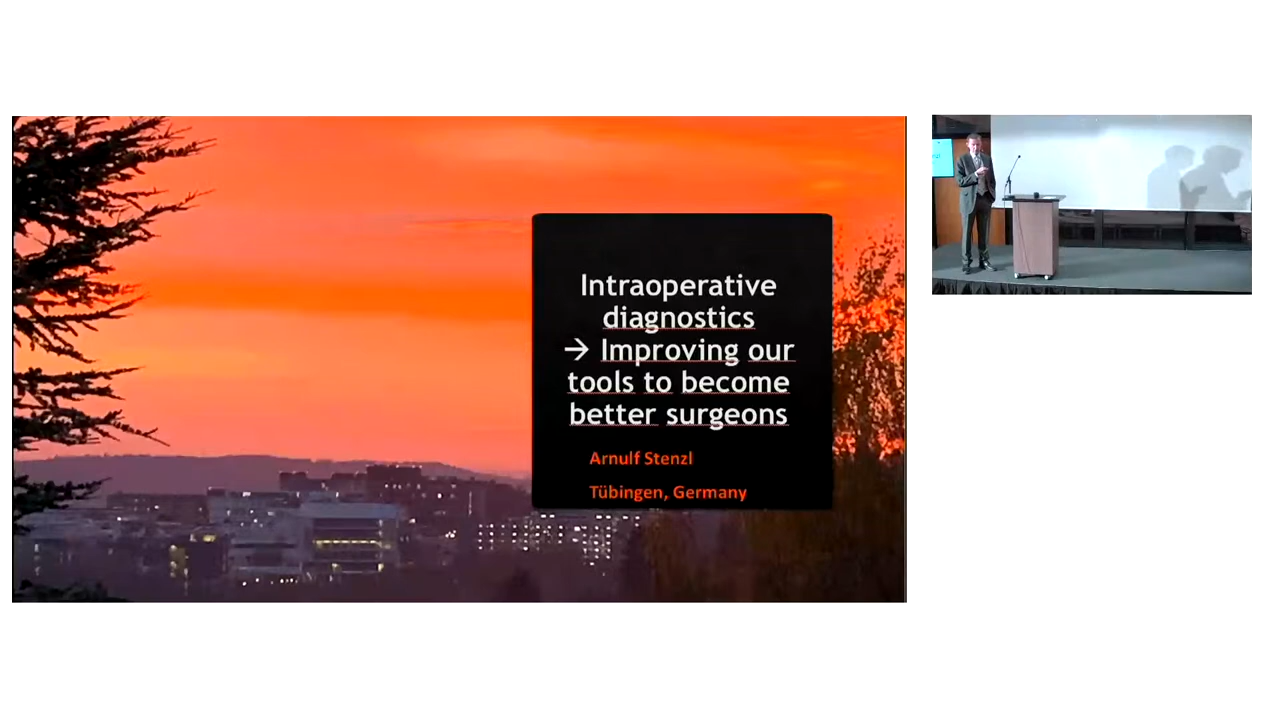 Intraoperative
diagnostics
→ Improving our
tools to become
better surgeons
Arnulf Stenzl
Tübingen, Germany